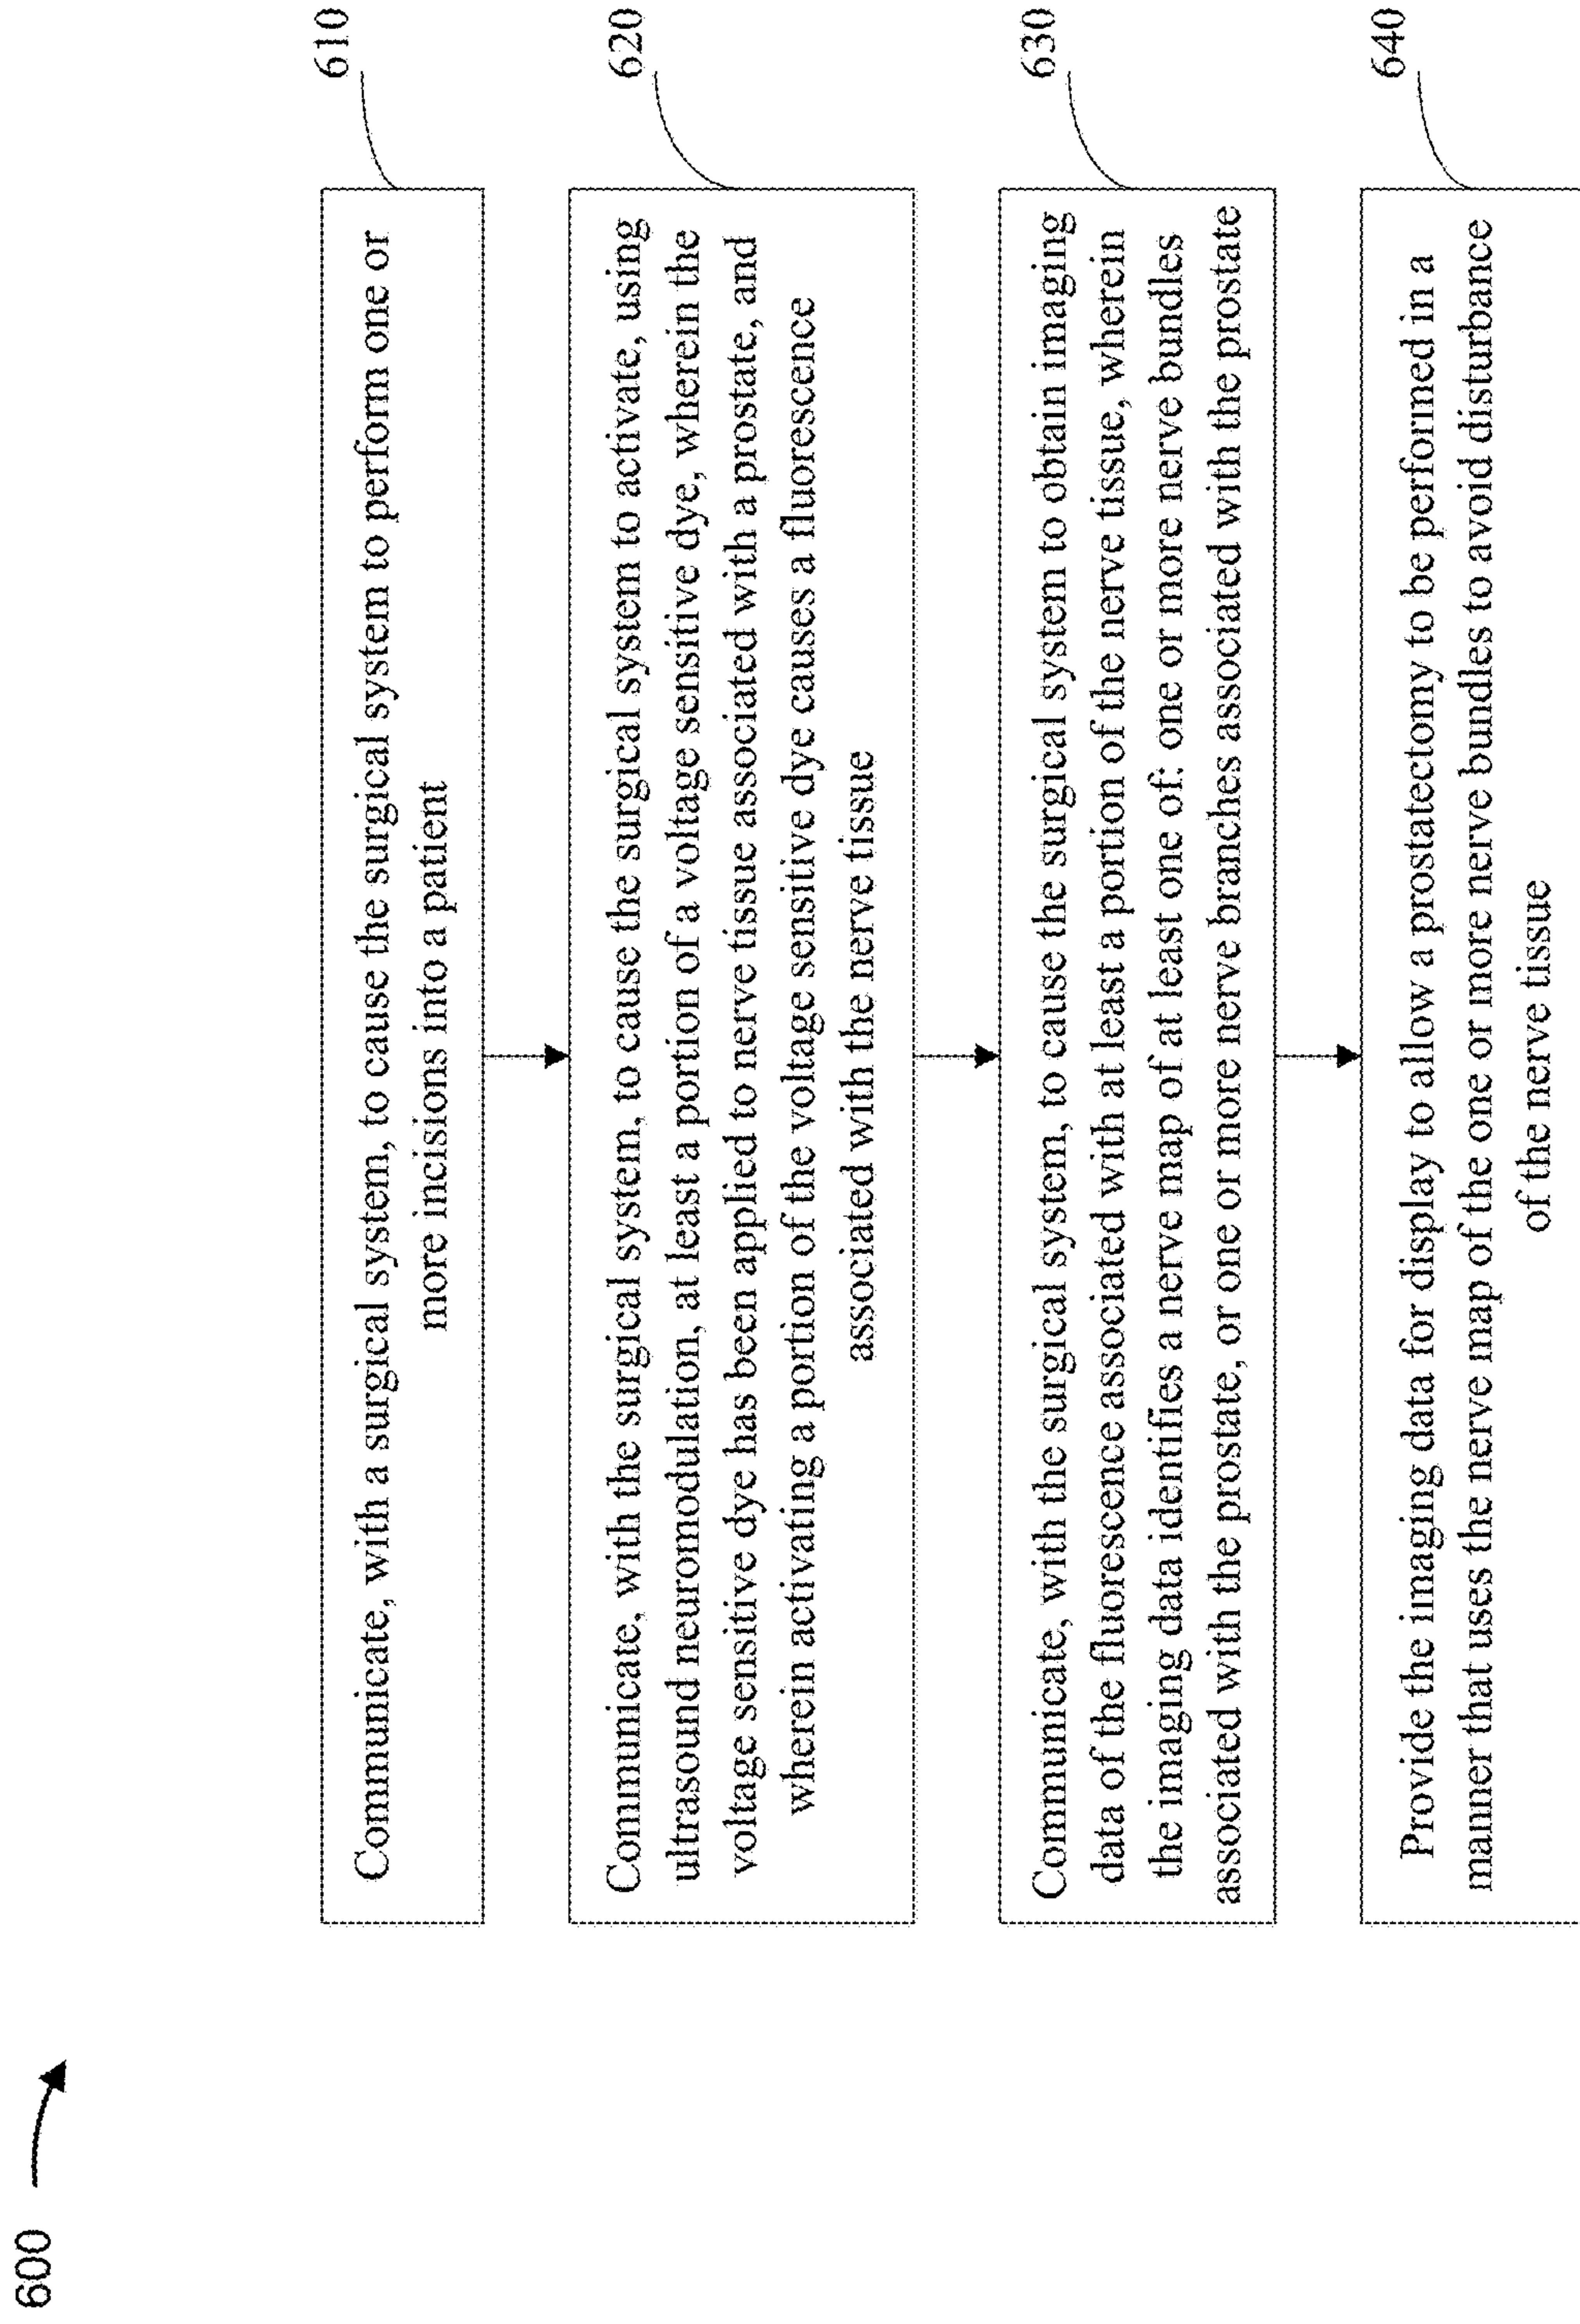 600
610
Communicate, with a surgical system, to cause the surgical system to perform one or
more incisions into a patient
620
Communicate, with the surgical system, to cause the surgical system to activate, using
ultrasound neuromodulation, at least a portion of a voltage sensitive dye, wherein the
voltage sensitive dye has been applied to nerve tissue associated with a prostate, and
wherein activating a portion of the voltage sensitive dye causes a fluorescence
associated with the nerve tissue
630
Communicate, with the surgical system, to cause the surgical system to obtain imaging
data of the fluorescence associated with at least a portion of the nerve tissue, wherein
the imaging data identifies a nerve map of at least one of: one or more nerve bundles
associated with the prostate, or one or more nerve branches associated with the prostate
640
Provide the imaging data for display to allow a prostatectomy to be performed in a
manner that uses the nerve map of the one or more nerve bundles to avoid disturbance
of the nerve tissue